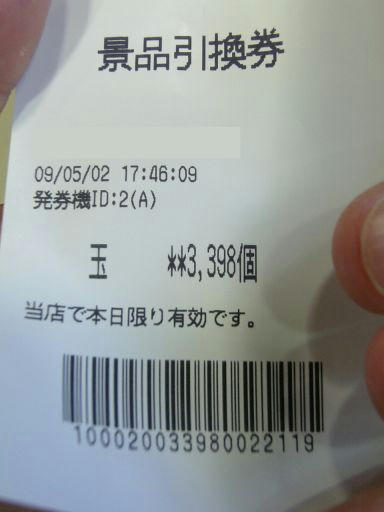 景品引換券
09/05/02 17:46:09
発券機ID:2(A)
玉 **3,398個
当店で本日限り有効です。
100020033980022119